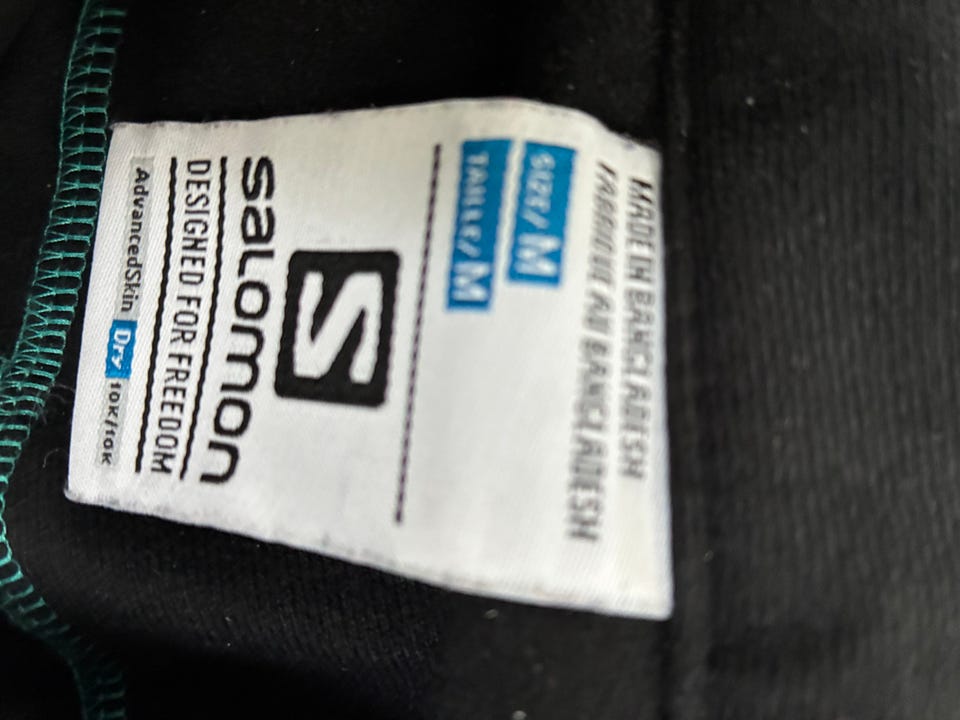 MADE IN BANGLADESH
FABRIQUÉ AU BANGLADESH
SIZE/ M
TAILLE/ M
S
salomon
DESIGNED FOR FREEDOM
AdvancedSkin Dry 10K/10K